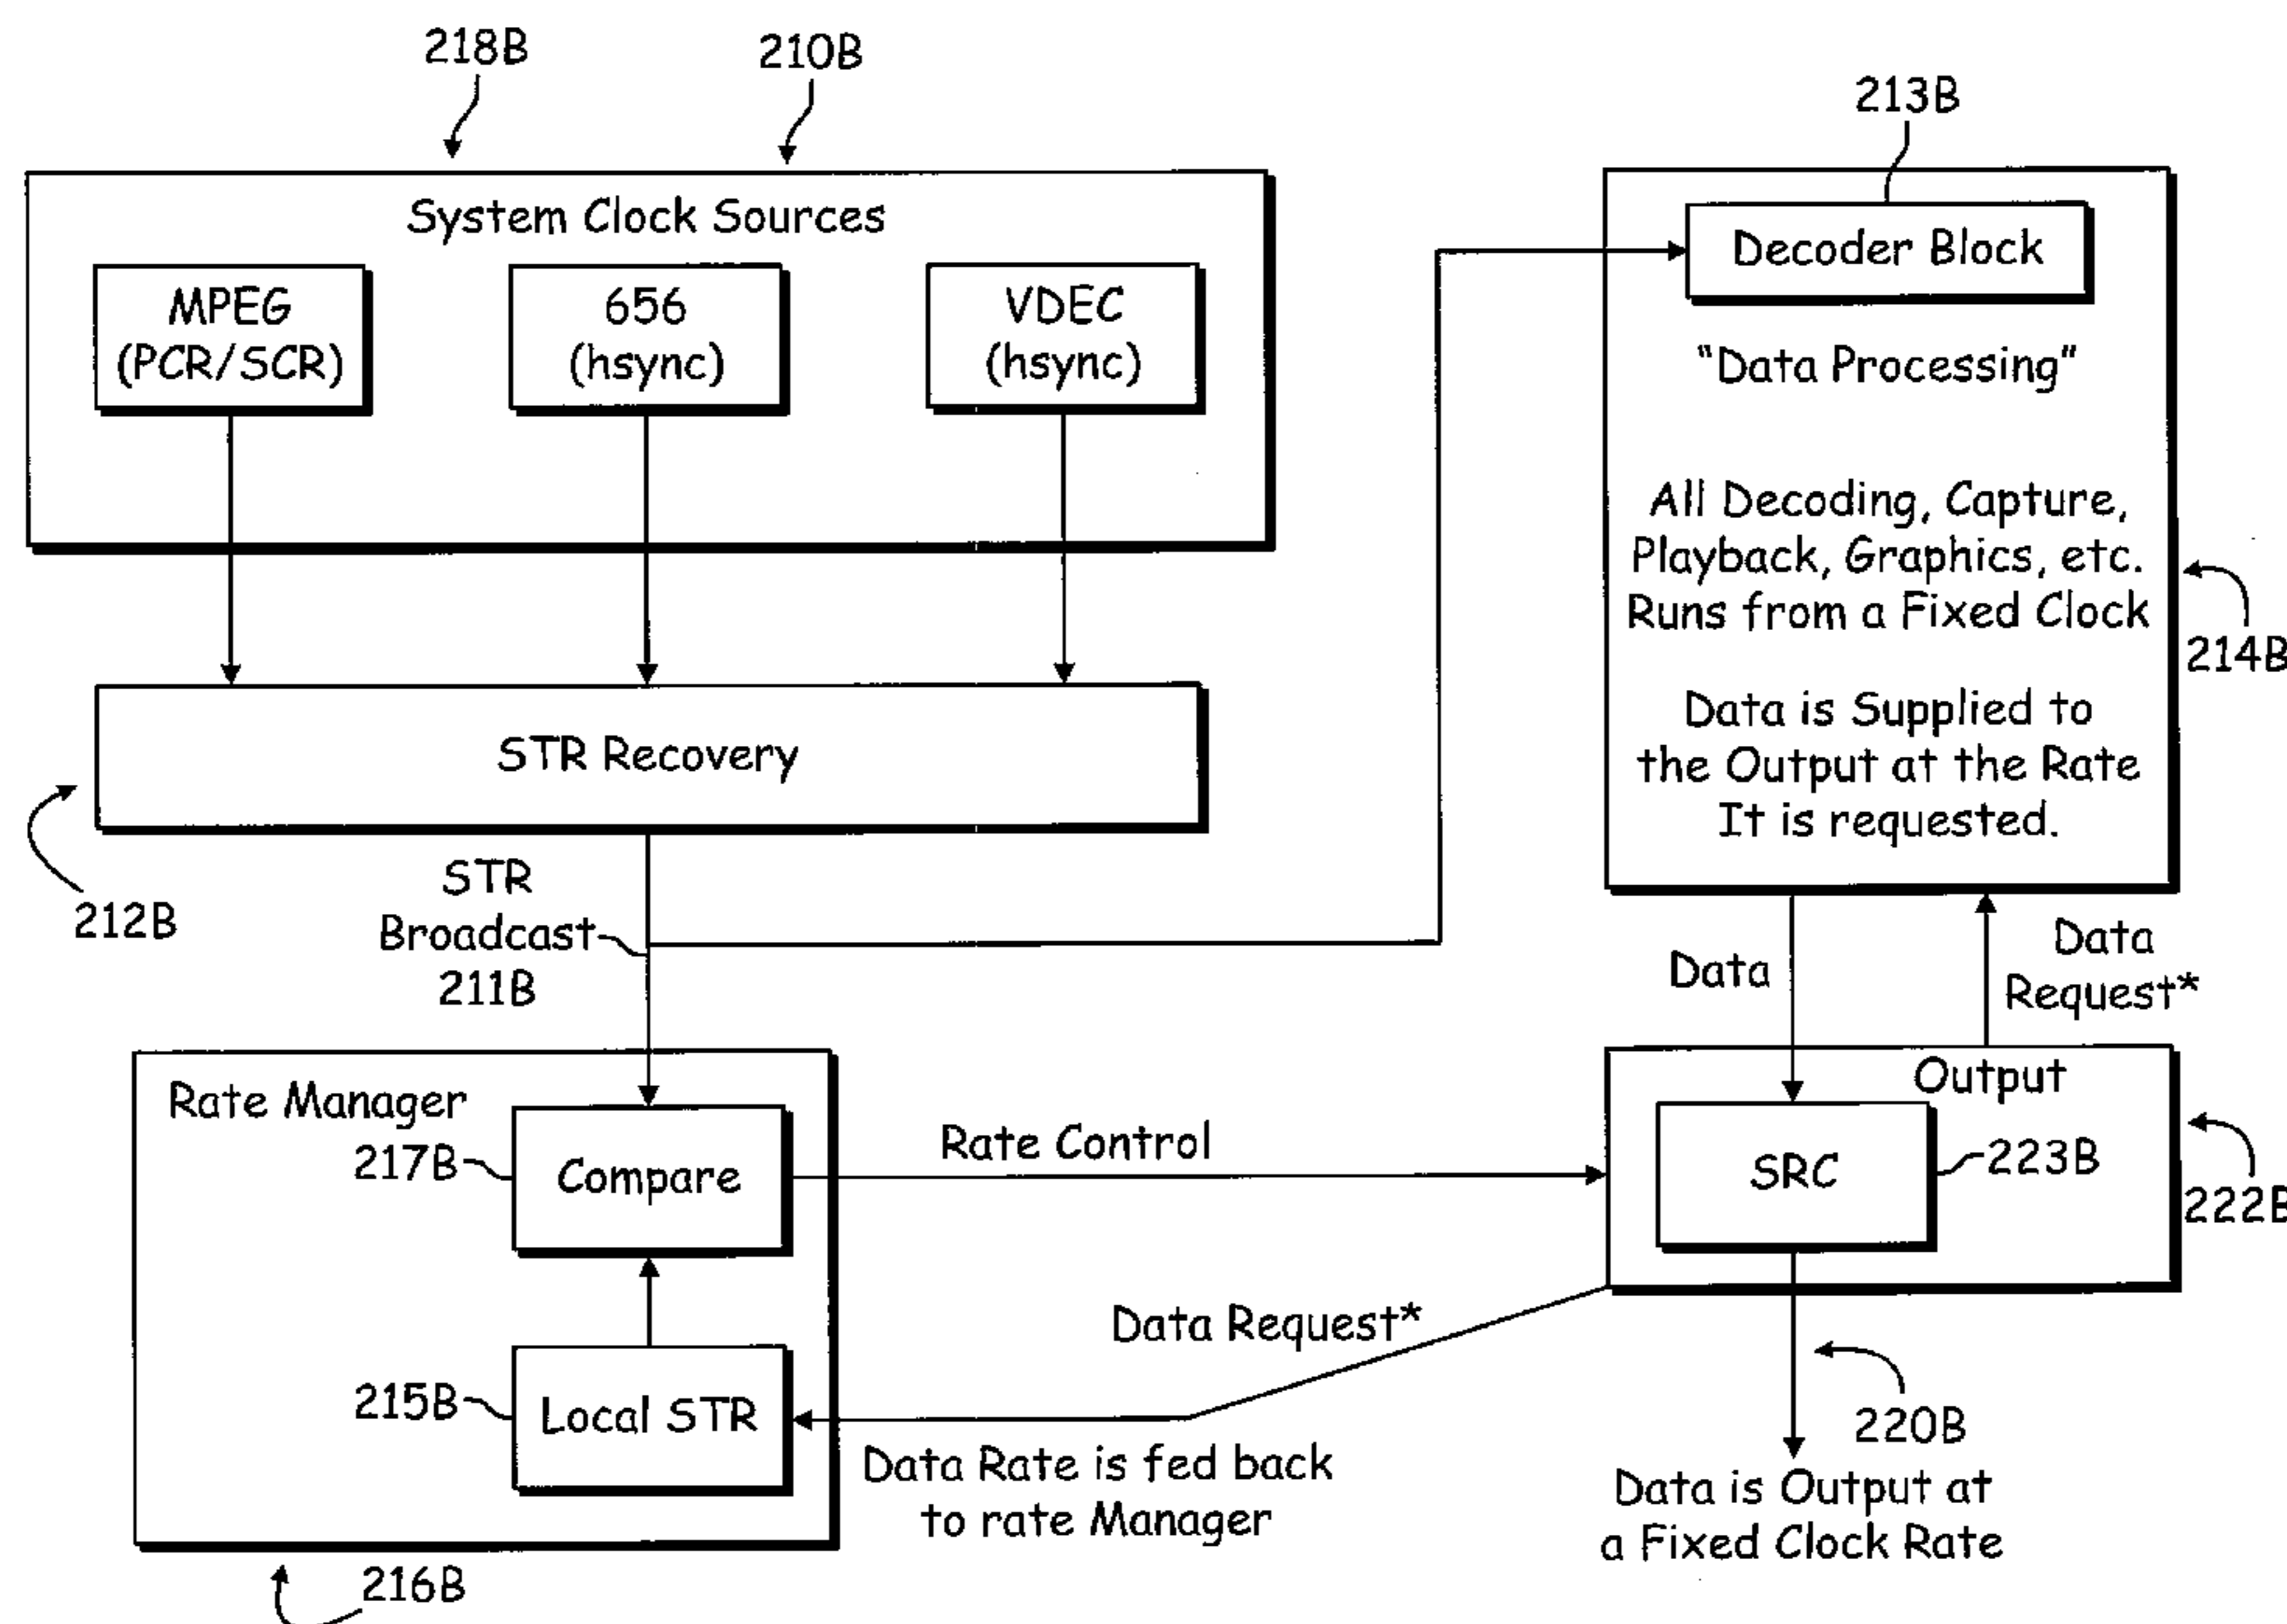 218B
210B
System Clock Sources
MPEG
(PCR/SCR)
656
(hsync)
VDEC
(hsync)
STR Recovery
212B
STR
Broadcast
211B
Rate Manager
217B
Compare
215B
Local STR
216B
Rate Control
Data Request*
Data Rate is fed back
to rate Manager
213B
Decoder Block
"Data Processing"
All Decoding, Capture,
Playback, Graphics, etc.
Runs from a Fixed Clock
Data is Supplied to
the Output at the Rate
It is requested.
214B
Data
Data
Request*
Output
SRC
223B
222B
220B
Data is Output at
a Fixed Clock Rate